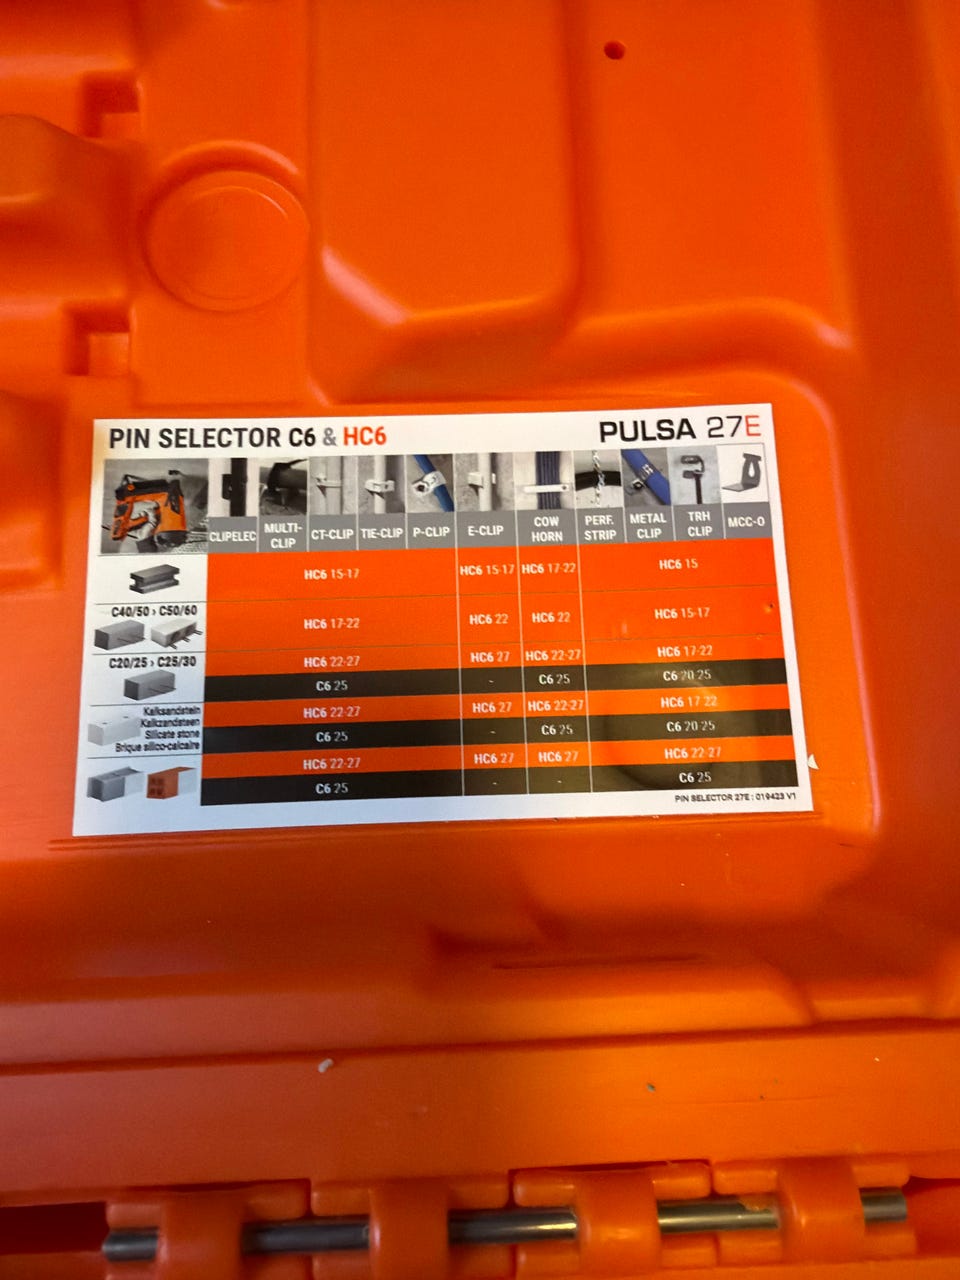 PIN SELECTOR C6 & HC6 PULSA 27E
CLIPELEC MULTI-CLIP CT-CLIP TIE-CLIP P-CLIP E-CLIP COW HORN PERF. STRIP METAL CLIP TRH CLIP MCC-O
HC6 15-17 HC6 15-17 HC6 17-22 HC6 15
C40/50 › C50/60
HC6 17-22 HC6 22 HC6 22 HC6 15-17
C20/25 › C25/30
HC6 22-27 HC6 27 HC6 22-27 HC6 17-22
C6 25 - C6 25 C6 20-25
Kalksandstein
Kalkzandsteen
Silicate stone
Brique silico-calcaire
HC6 22-27 HC6 27 HC6 22-27 HC6 17-22
C6 25 - C6 25 C6 20-25
HC6 22-27 HC6 27 HC6 27 HC6 22-27
C6 25 - - C6 25
PIN SELECTOR 27E : 019423 V1